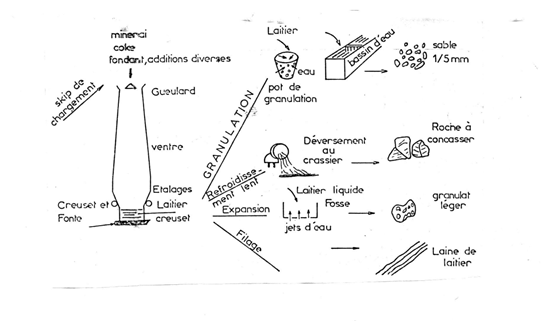 minerai
coke
fondant, additions diverses
skip de
chargement
Gueulard
ventre
Etalages
Creuset et
Laitier
Fonte
creuset
GRANULATION
Laitier
eau
pot de
granulation
bassin d'eau
sable
1/5mm
Refroidisse-
ment lent
Déversement
au
crassier
Roche à
concasser
Expansion
Laitier liquide
Fosse
jets d'eau
granulat
léger
Filage
Laine de
laitier